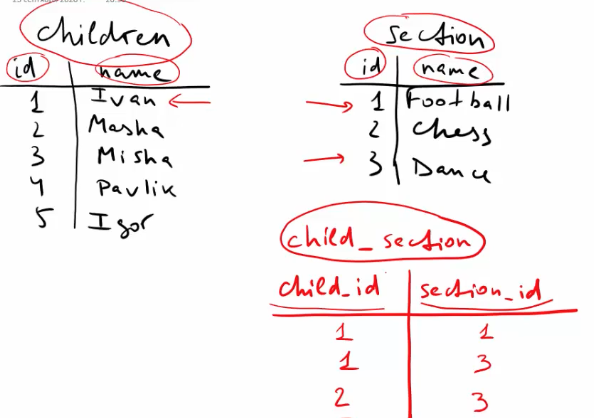 children
id name
1 Ivan
2 Masha
3 Misha
4 Pavlik
5 Igor
section
id name
1 Football
2 Chess
3 Dance
child_section
child_id section_id
1 1
1 3
2 3